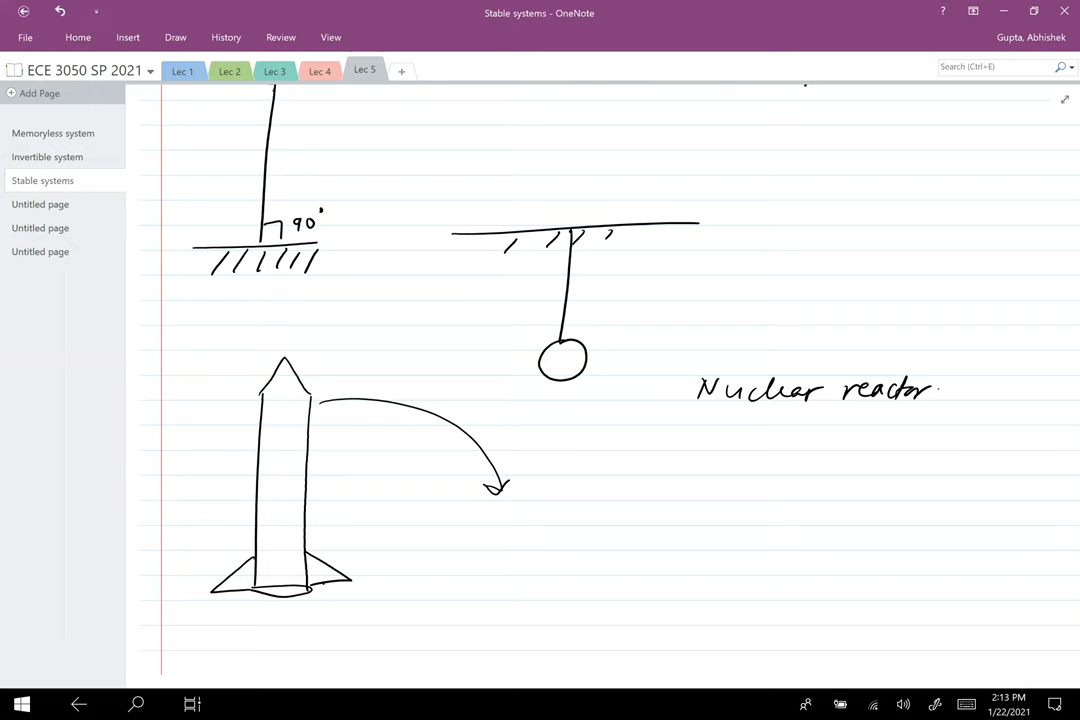 Stable systems - OneNote
?
File Home Insert Draw History Review View
Gupta, Abhishek
ECE 3050 SP 2021
Lec 1 Lec 2 Lec 3 Lec 4 Lec 5 +
Search (Ctrl+E)
Add Page
Memoryless system
Invertible system
Stable systems
Untitled page
Untitled page
Untitled page
90°
Nuclear reactor.
2:13 PM
1/22/2021